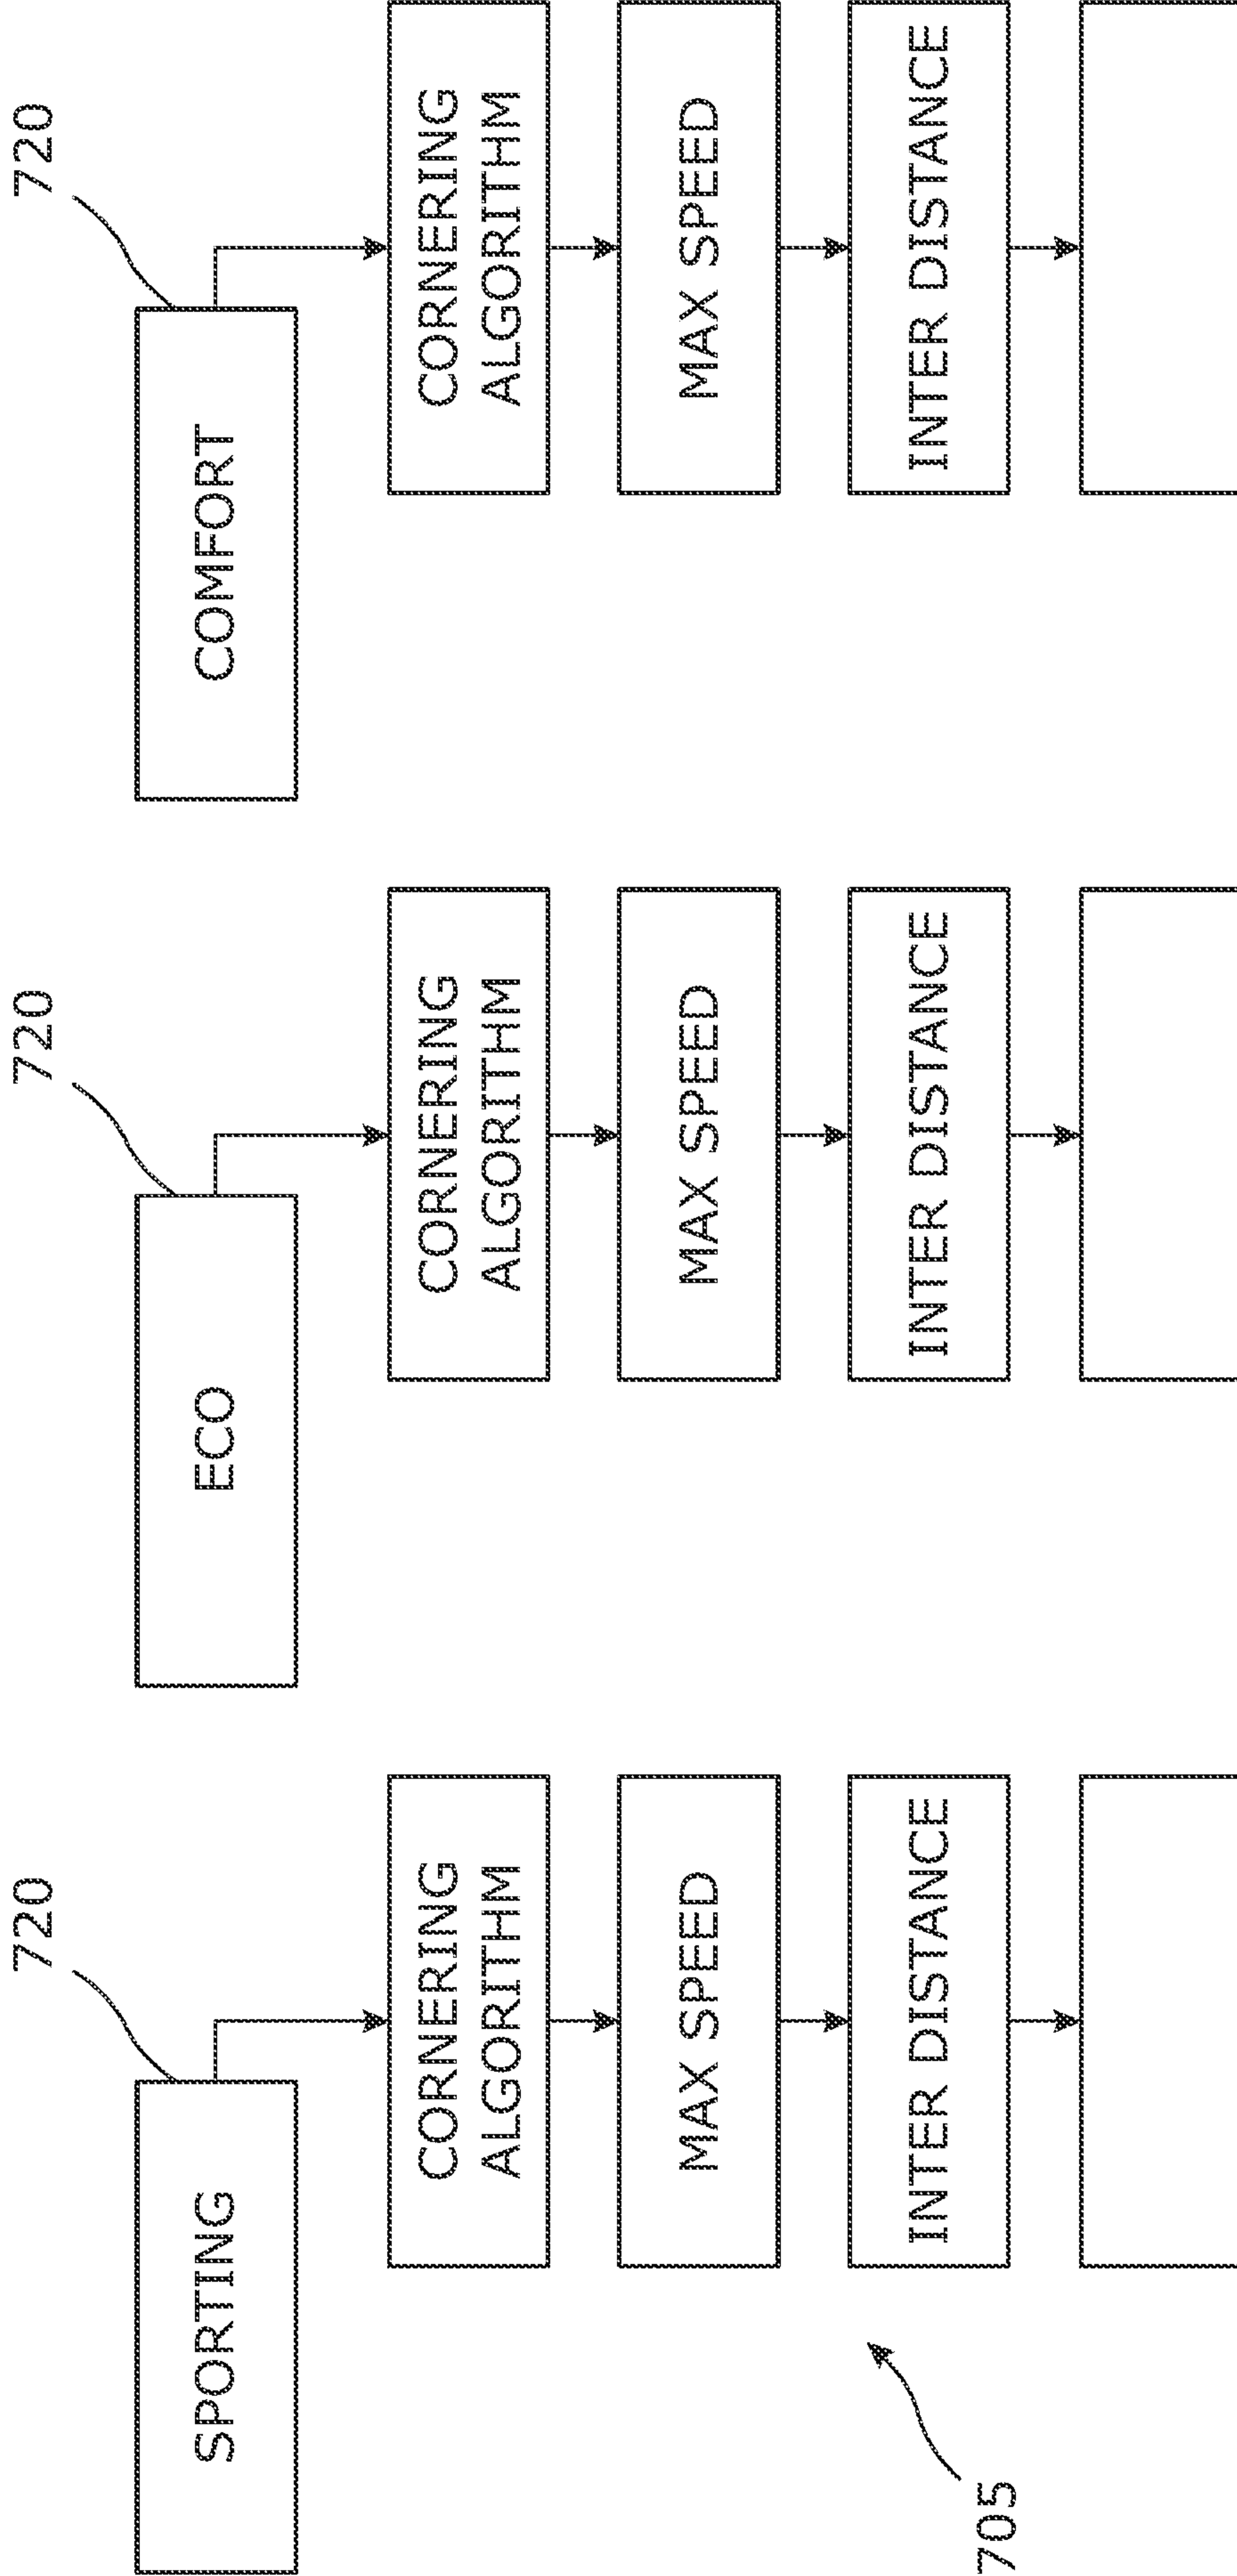 720
SPORTING
CORNERING
ALGORITHM
MAX SPEED
INTER DISTANCE
705
720
ECO
CORNERING
ALGORITHM
MAX SPEED
INTER DISTANCE
720
COMFORT
CORNERING
ALGORITHM
MAX SPEED
INTER DISTANCE